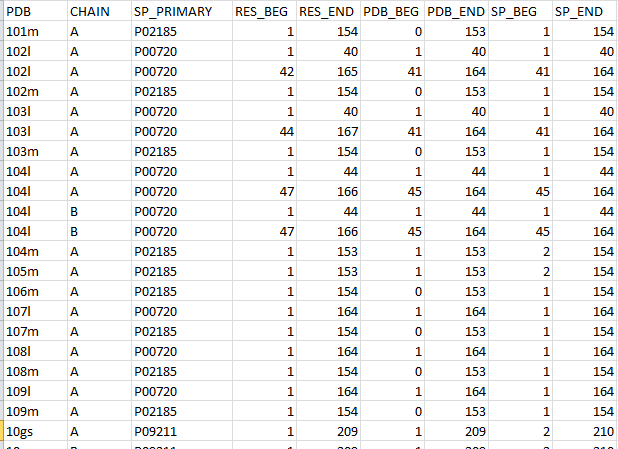 PDB CHAIN SP_PRIMARY RES_BEG RES_END PDB_BEG PDB_END SP_BEG SP_END
101m A P02185 1 154 0 153 1 154
102l A P00720 1 40 1 40 1 40
102l A P00720 42 165 41 164 41 164
102m A P02185 1 154 0 153 1 154
103l A P00720 1 40 1 40 1 40
103l A P00720 44 167 41 164 41 164
103m A P02185 1 154 0 153 1 154
104l A P00720 1 44 1 44 1 44
104l A P00720 47 166 45 164 45 164
104l B P00720 1 44 1 44 1 44
104l B P00720 47 166 45 164 45 164
104m A P02185 1 153 1 153 2 154
105m A P02185 1 153 1 153 2 154
106m A P02185 1 154 0 153 1 154
107l A P00720 1 164 1 164 1 164
107m A P02185 1 154 0 153 1 154
108l A P00720 1 164 1 164 1 164
108m A P02185 1 154 0 153 1 154
109l A P00720 1 164 1 164 1 164
109m A P02185 1 154 0 153 1 154
10gs A P09211 1 209 1 209 2 210